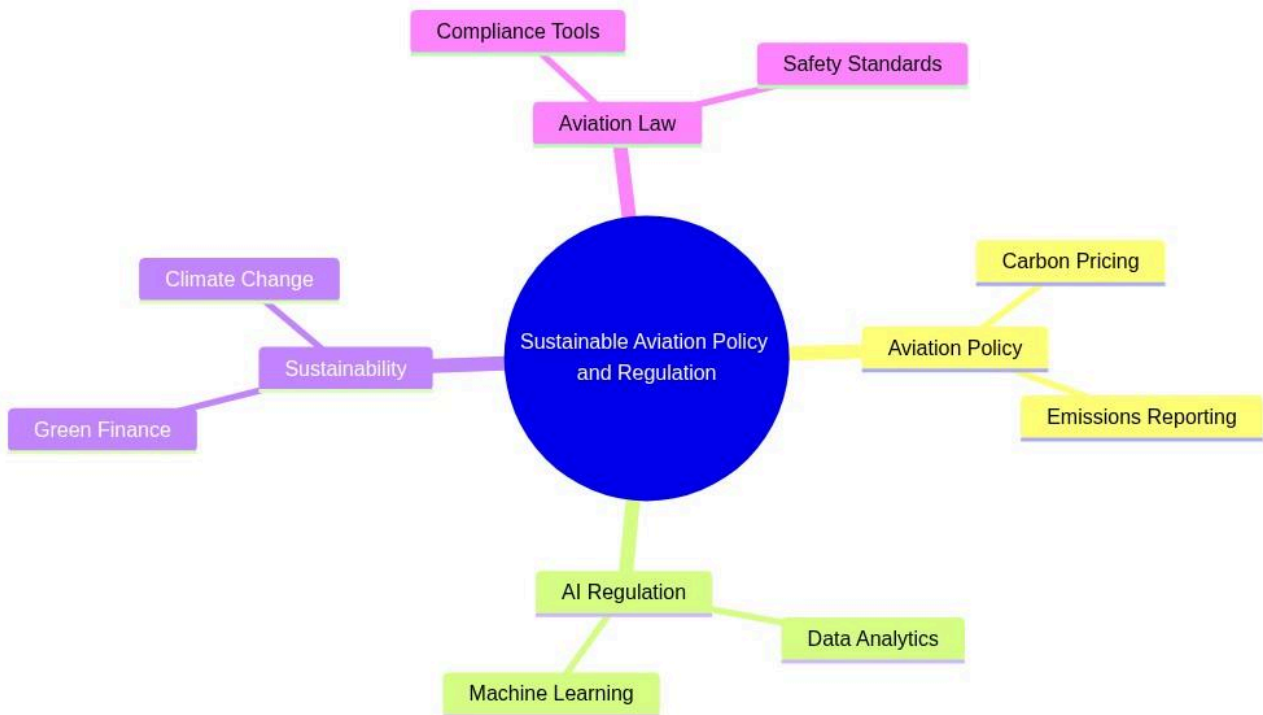 Compliance Tools
Safety Standards
Aviation Law
Climate Change
Carbon Pricing
Sustainable Aviation Policy
and Regulation
Aviation Policy
Sustainability
Emissions Reporting
Green Finance
AI Regulation
Data Analytics
Machine Learning